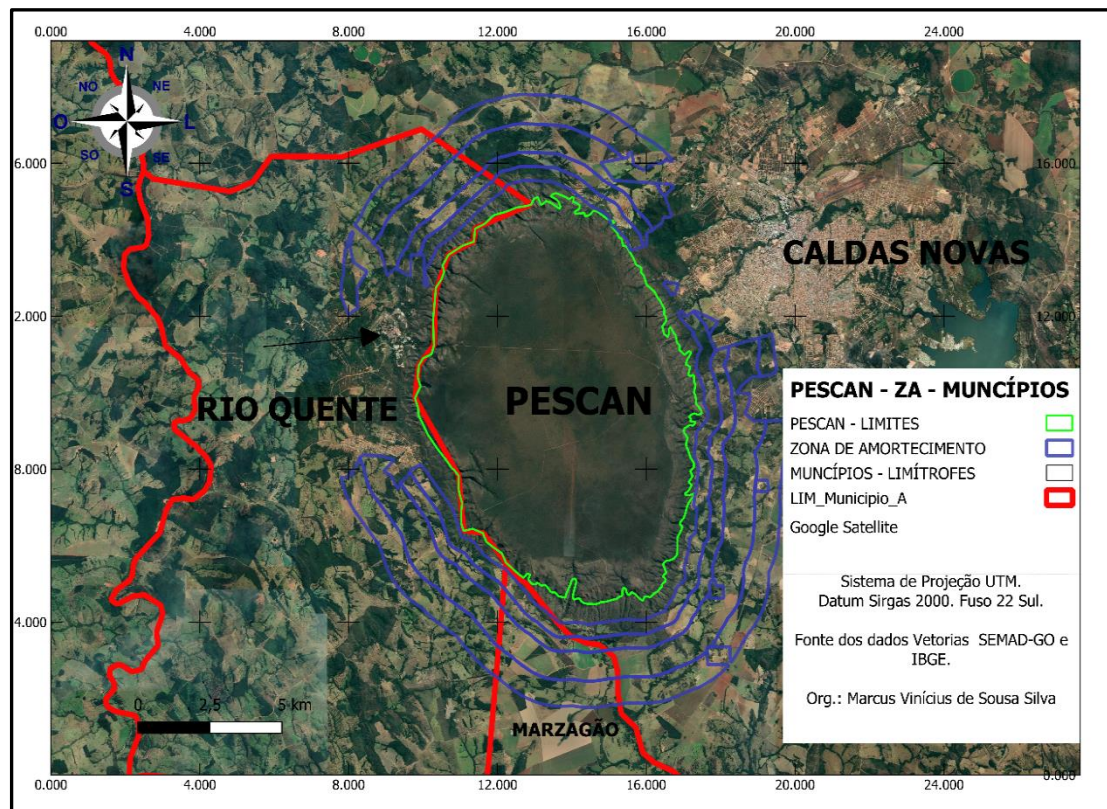 0.000 4.000 8.000 12.000 16.000 20.000 24.000
N
NO NE
O L
SO SE
S
6.000 16.000
CALDAS NOVAS
2.000 12.000
RIO QUENTE
PESCAN
8.000
4.000
0 2,5 5 km
MARZAGÃO
PESCAN - ZA - MUNCÍPIOS
PESCAN - LIMITES
ZONA DE AMORTECIMENTO
MUNCÍPIOS - LIMÍTROFES
LIM_Municipio_A
Google Satellite
Sistema de Projeção UTM.
Datum Sirgas 2000. Fuso 22 Sul.
Fonte dos dados Vetorias SEMAD-GO e
IBGE.
Org.: Marcus Vinícius de Sousa Silva
0.000
0.000 4.000 8.000 12.000 16.000 20.000 24.000